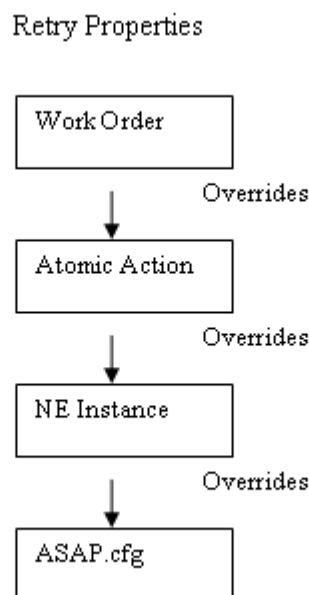 Retry Properties
Work Order
Overrides
Atomic Action
Overrides
NE Instance
Overrides
ASAP.cfg